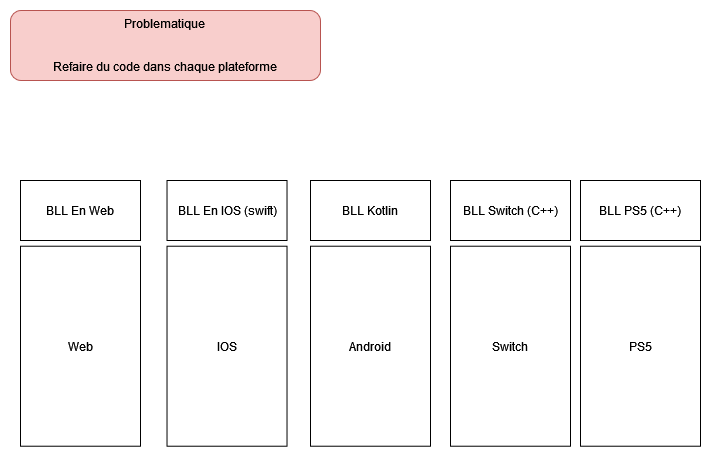 Problematique
Refaire du code dans chaque plateforme
BLL En Web
BLL En IOS (swift)
BLL Kotlin
BLL Switch (C++)
BLL PS5 (C++)
Web
IOS
Android
Switch
PS5